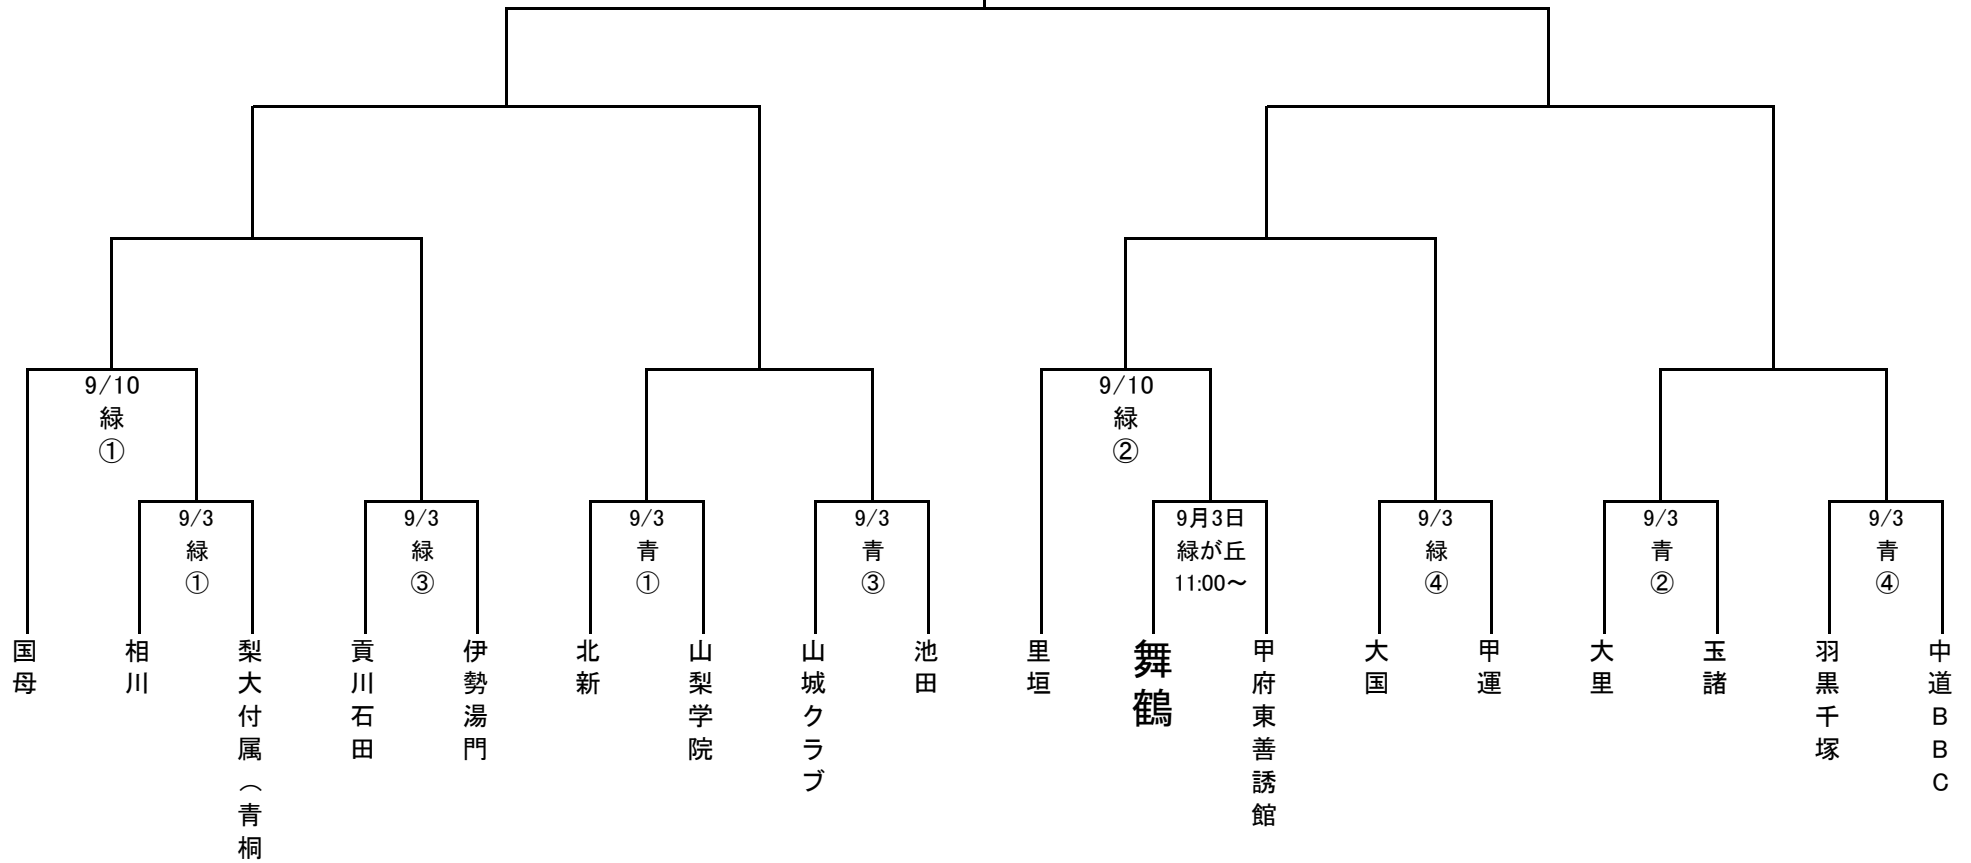 9/10
緑
①
9/10
緑
②
9/3
緑
①
9/3
緑
③
9/3
青
①
9/3
青
③
9月3日
緑が丘
11:00～
9/3
緑
④
9/3
青
②
9/3
青
④
国母
相川
梨大付属（青桐
貢川石田
伊勢湯門
北新
山梨学院
山城クラブ
池田
里垣
舞鶴
甲府東善誘館
大国
甲運
大里
玉諸
羽黒千塚
中道BBC